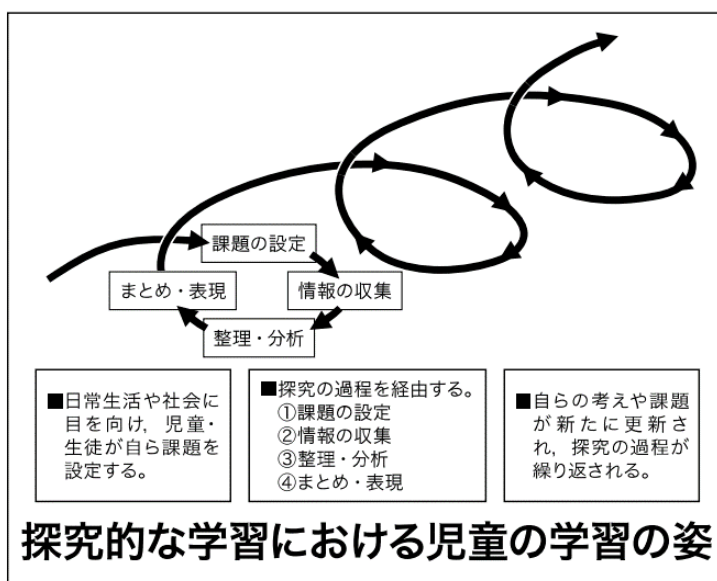 課題の設定
情報の収集
整理・分析
まとめ・表現
■日常生活や社会に
目を向け，児童・
生徒が自ら課題を
設定する。
■探究の過程を経由する。
①課題の設定
②情報の収集
③整理・分析
④まとめ・表現
■自らの考えや課題
が新たに更新さ
れ，探究の過程が
繰り返される。
探究的な学習における児童の学習の姿